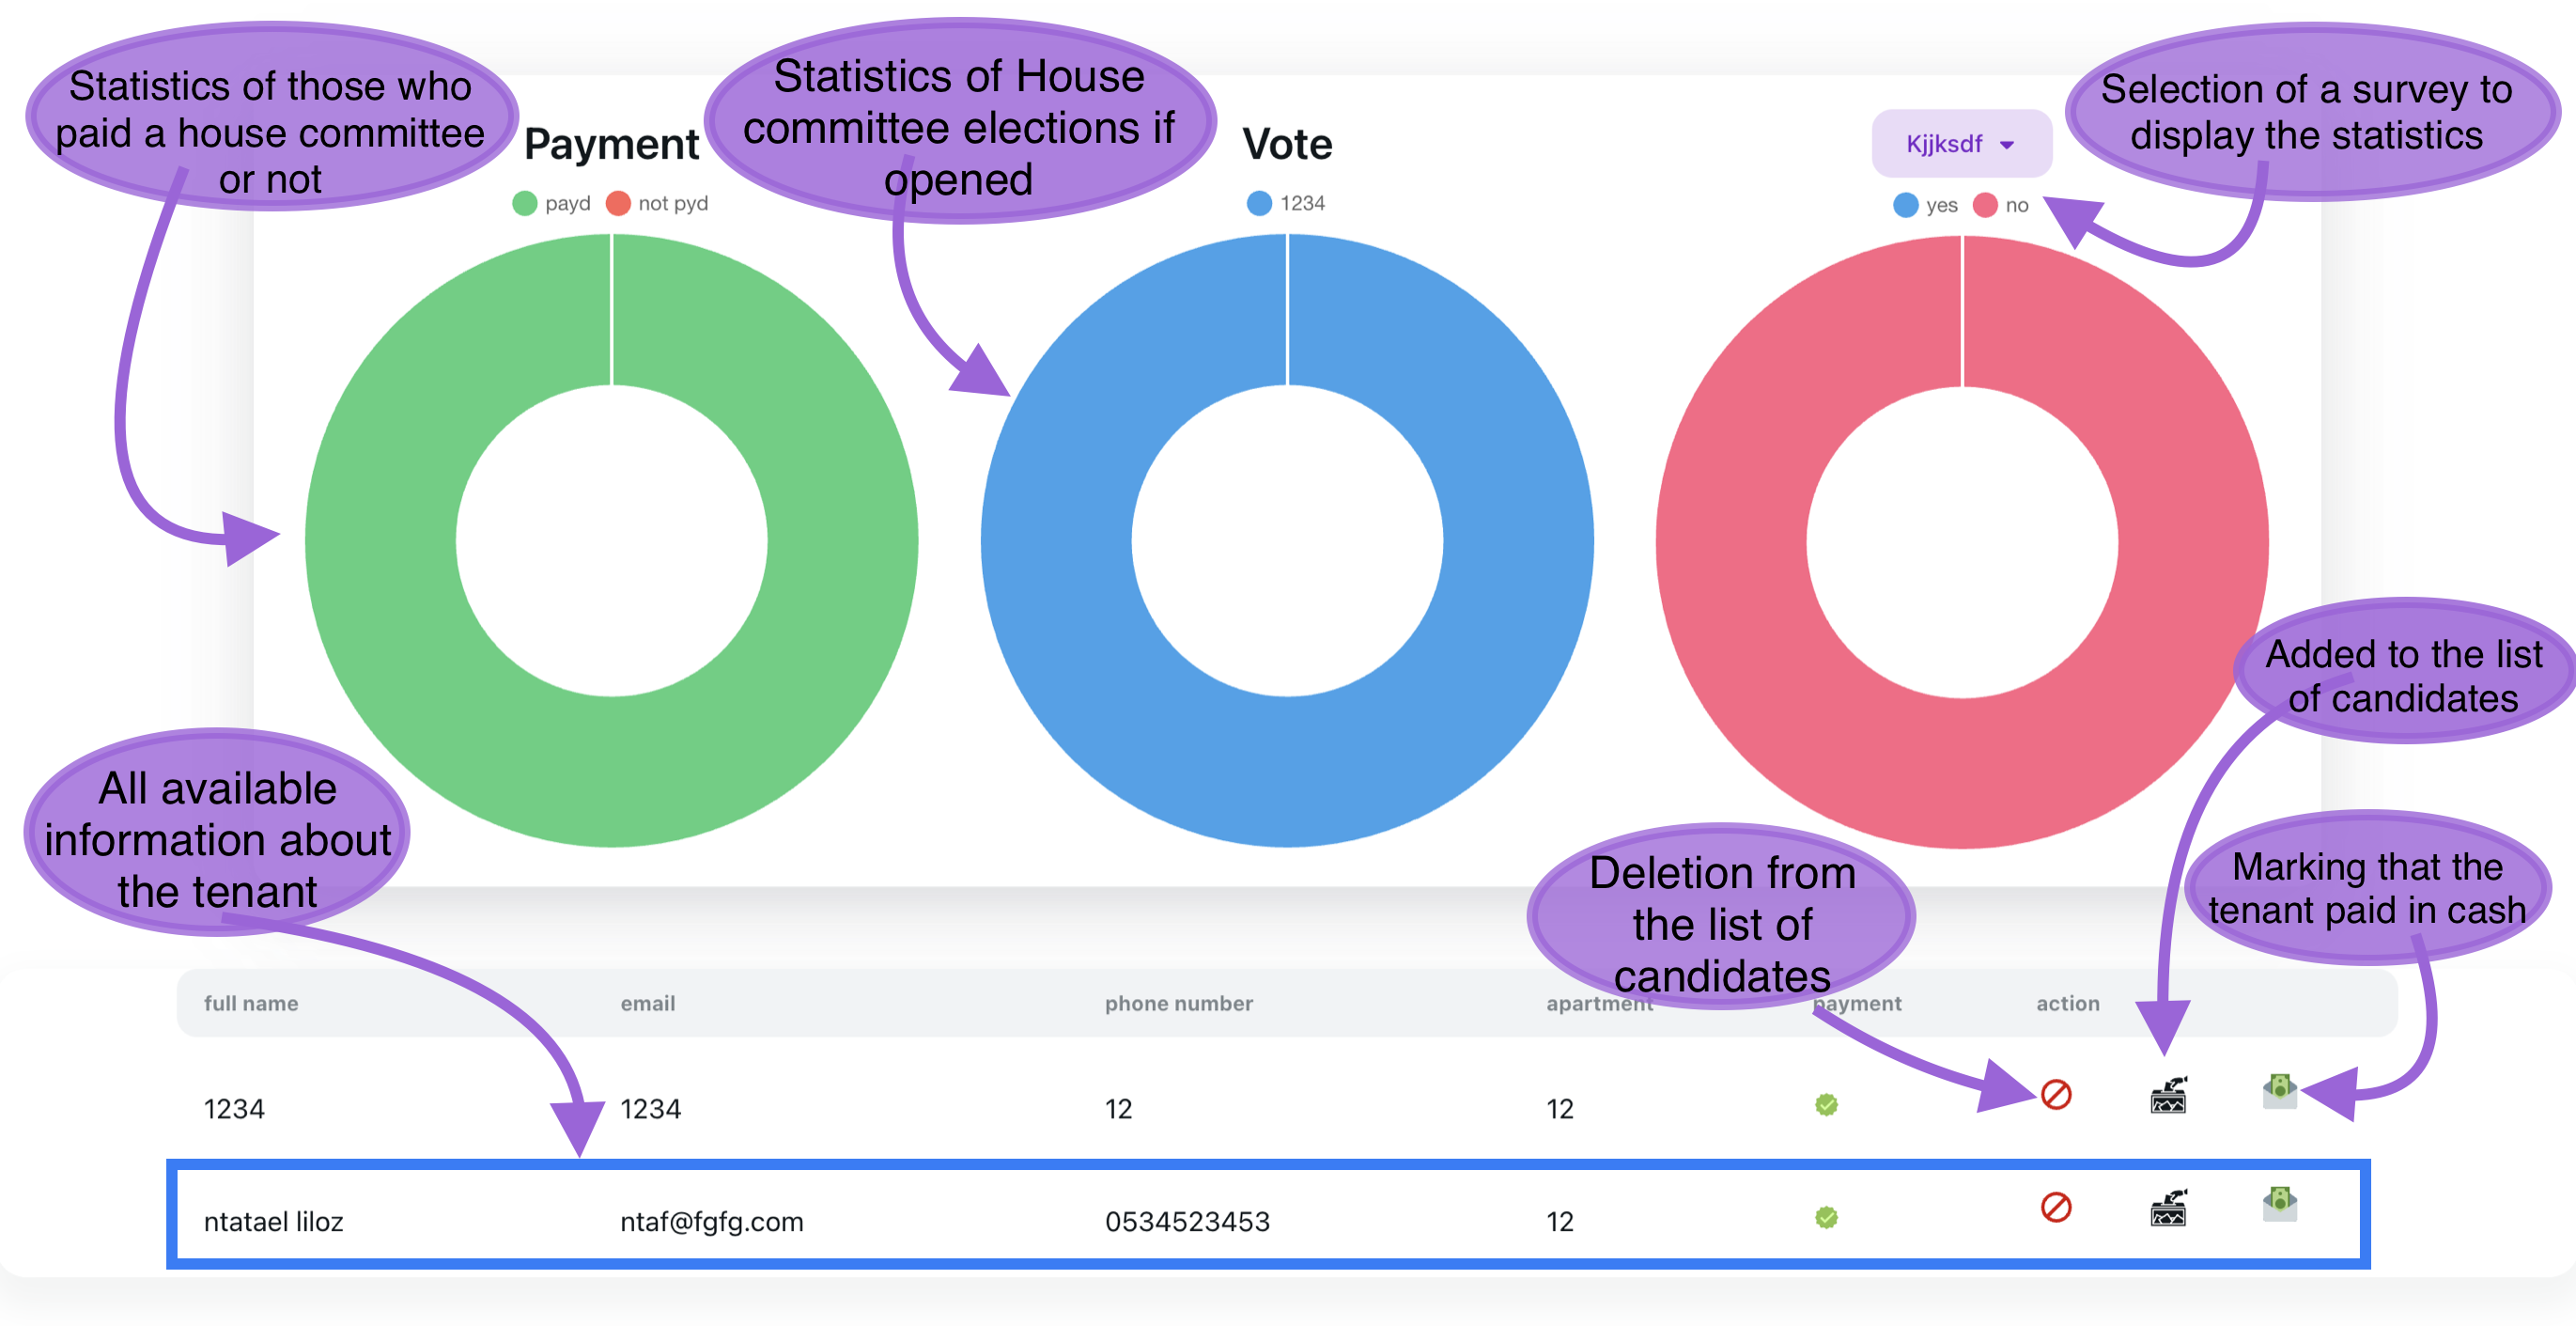 Statistics of those who
paid a house committee
or not
Statistics of House
committee elections if
opened
Selection of a survey to
display the statistics
Payment
payd
not pyd
Vote
1234
Kjjksdf
yes
no
Added to the list
of candidates
All available
information about
the tenant
Deletion from
the list of
candidates
Marking that the
tenant paid in cash
full name
email
phone number
apartment
payment
action
1234
1234
12
12
ntatael liloz
ntaf@fgfg.com
0534523453
12